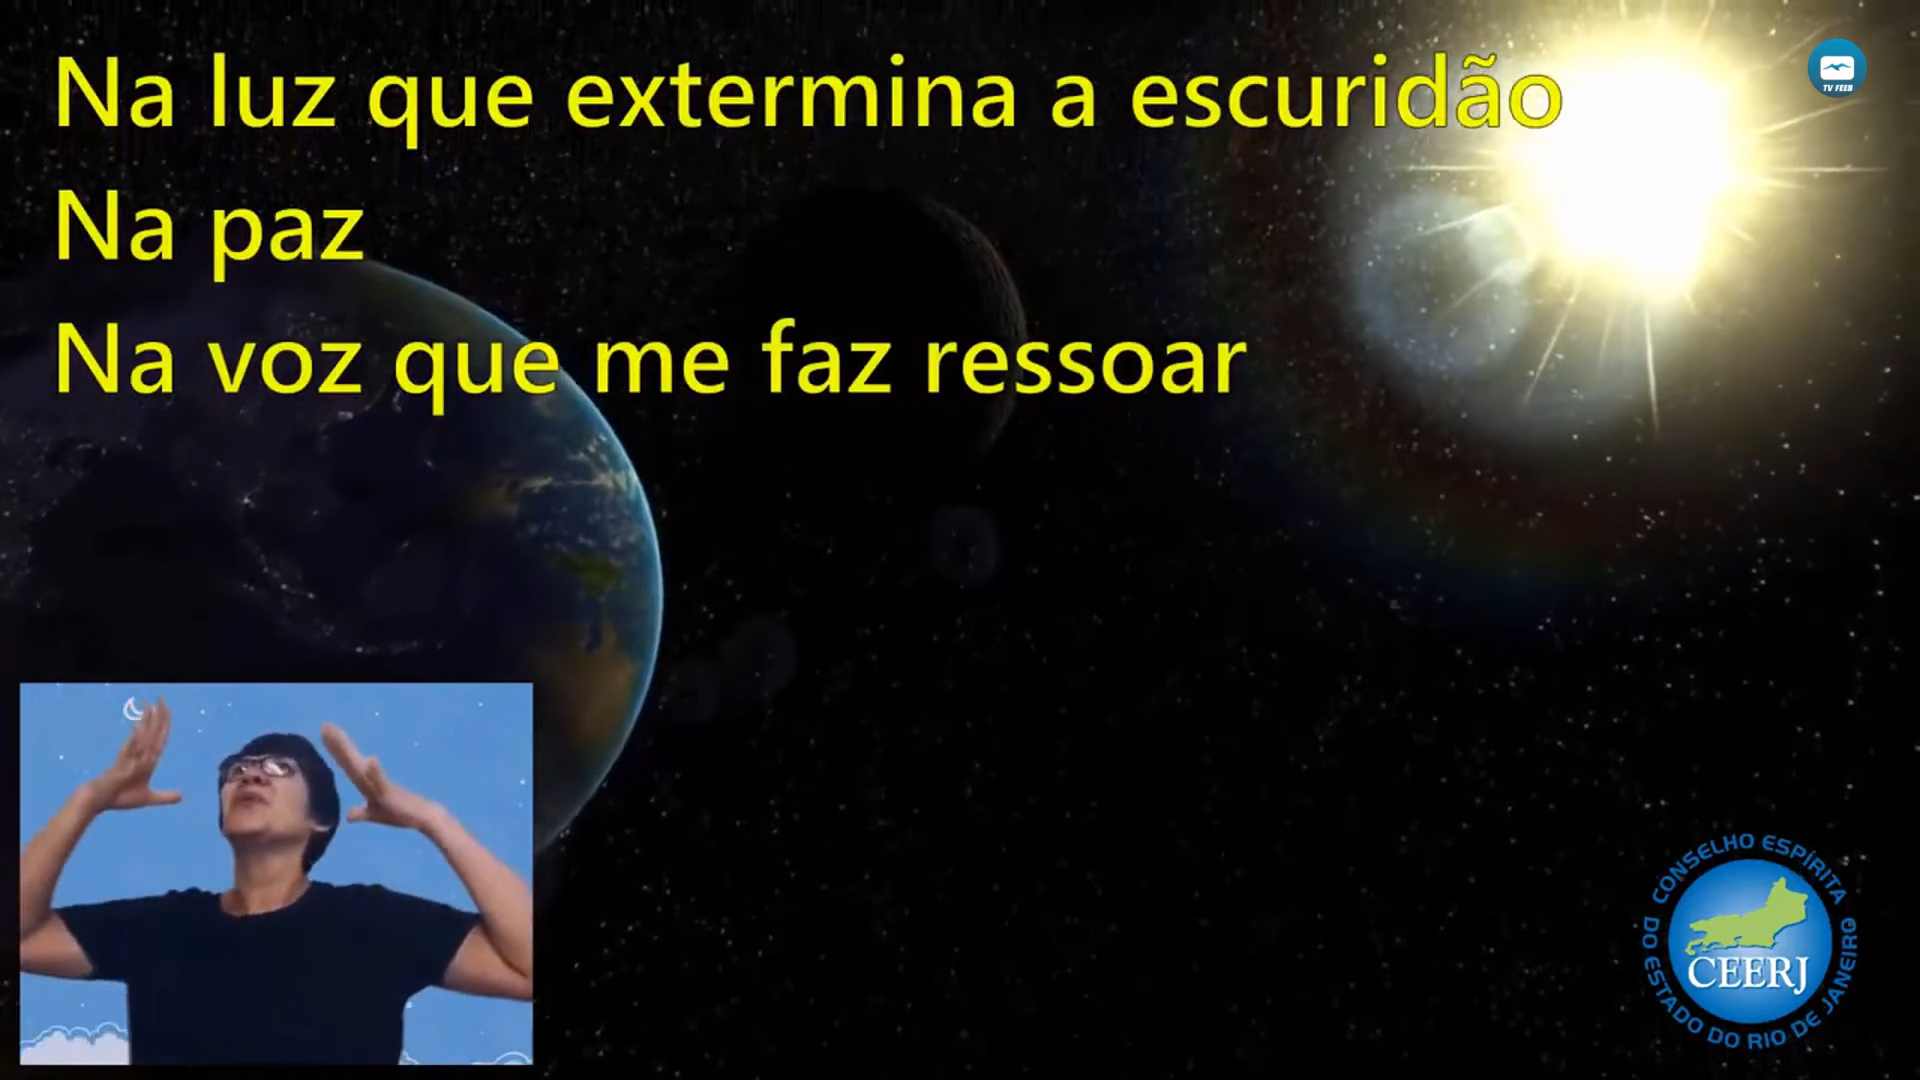 Na luz que extermina a escuridão
Na paz
Na voz que me faz ressoar
TV FEEB
CONSELHO ESPÍRITA
DO ESTADO DO RIO DE JANEIRO
CEERJ